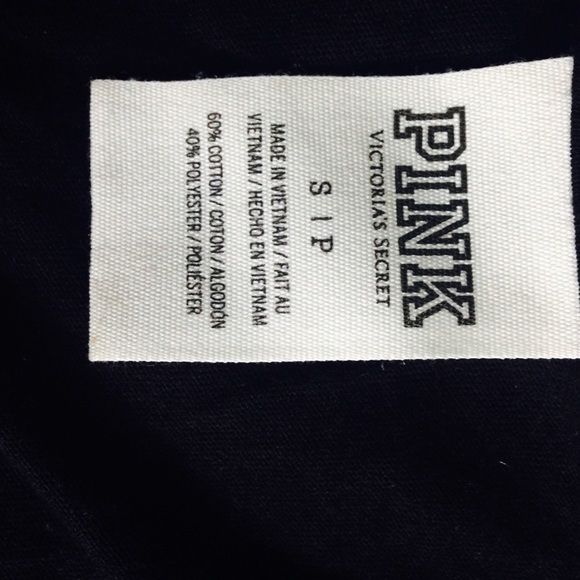 PINK
VICTORIA'S SECRET
S | P
MADE IN VIETNAM / FAIT AU
VIETNAM / HECHO EN VIETNAM
60% COTTON / COTON / ALGODÓN
40% POLYESTER / POLIÉSTER